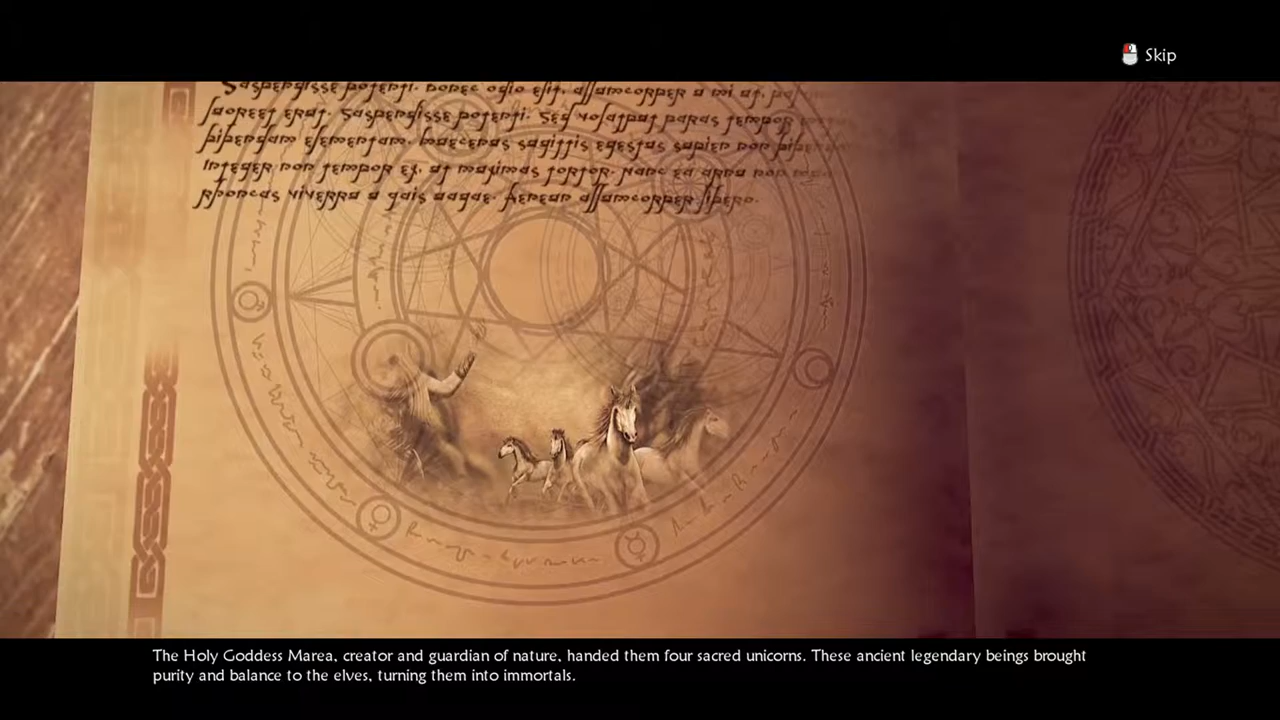 Skip
Suspendisse potenti. Donec odio elit, ullamcorper a mi at,
laoreet erat. Suspendisse potenti. Sed volutpat purus tempor
bibendum elementum. Maecenas sagittis egestas sapien non
Integer non tempor ex, at maximus tortor. Nunc eu urna non
rhoncus viverra a quis augue. Aenean ullamcorper libero.
The Holy Goddess Marea, creator and guardian of nature, handed them four sacred unicorns. These ancient legendary beings brought
purity and balance to the elves, turning them into immortals.